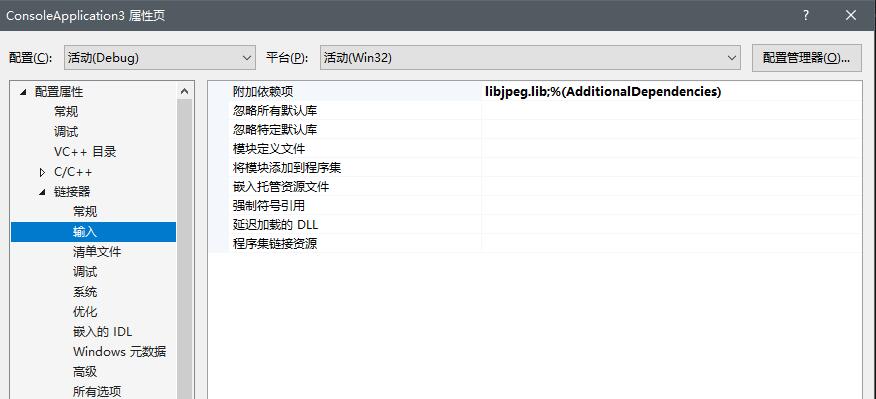 ConsoleApplication3 属性页
配置(C): 活动(Debug) 平台(P): 活动(Win32) 配置管理器(O)...
配置属性
常规
调试
VC++ 目录
C/C++
链接器
常规
输入
清单文件
调试
系统
优化
嵌入的 IDL
Windows 元数据
高级
所有选项
附加依赖项 libjpeg.lib;%(AdditionalDependencies)
忽略所有默认库
忽略特定默认库
模块定义文件
将模块添加到程序集
嵌入托管资源文件
强制符号引用
延迟加载的 DLL
程序集链接资源